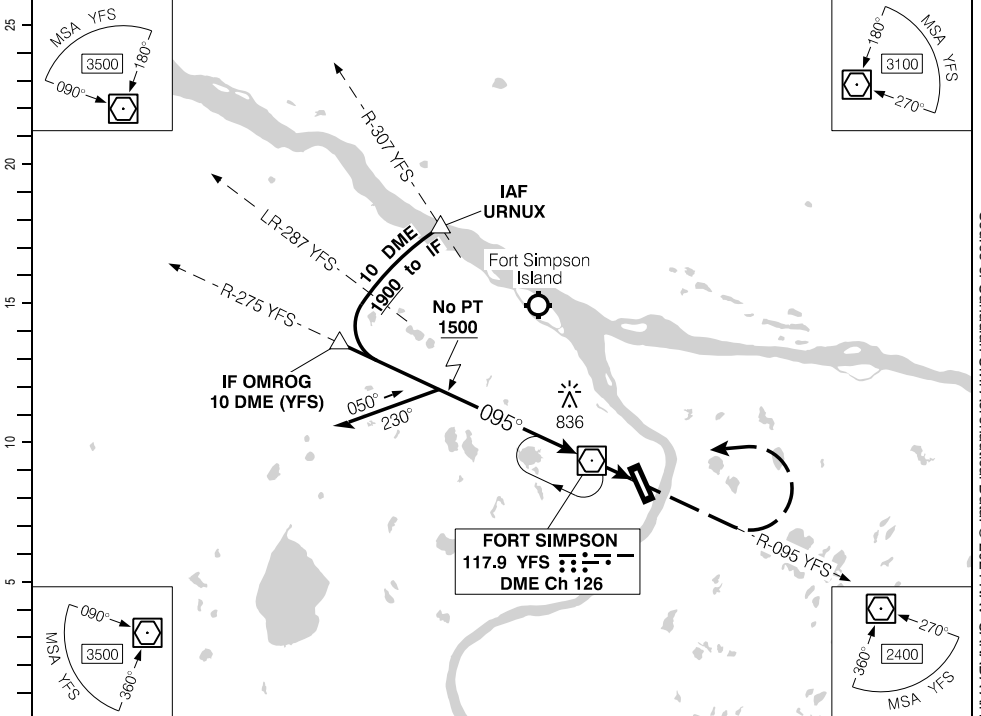 25
20
15
10
5
MSA YFS
3500
180°
090°
MSA YFS
3100
180°
270°
R-307 YFS
IAF
URNUX
LR-287 YFS
10 DME
1900 to IF
Fort Simpson
Island
R-275 YFS
No PT
1500
IF OMROG
10 DME (YFS)
050°
230°
095°
836
FORT SIMPSON
117.9 YFS
DME Ch 126
R-095 YFS
090°
3500
360°
MSA YFS
270°
2400
360°
MSA YFS